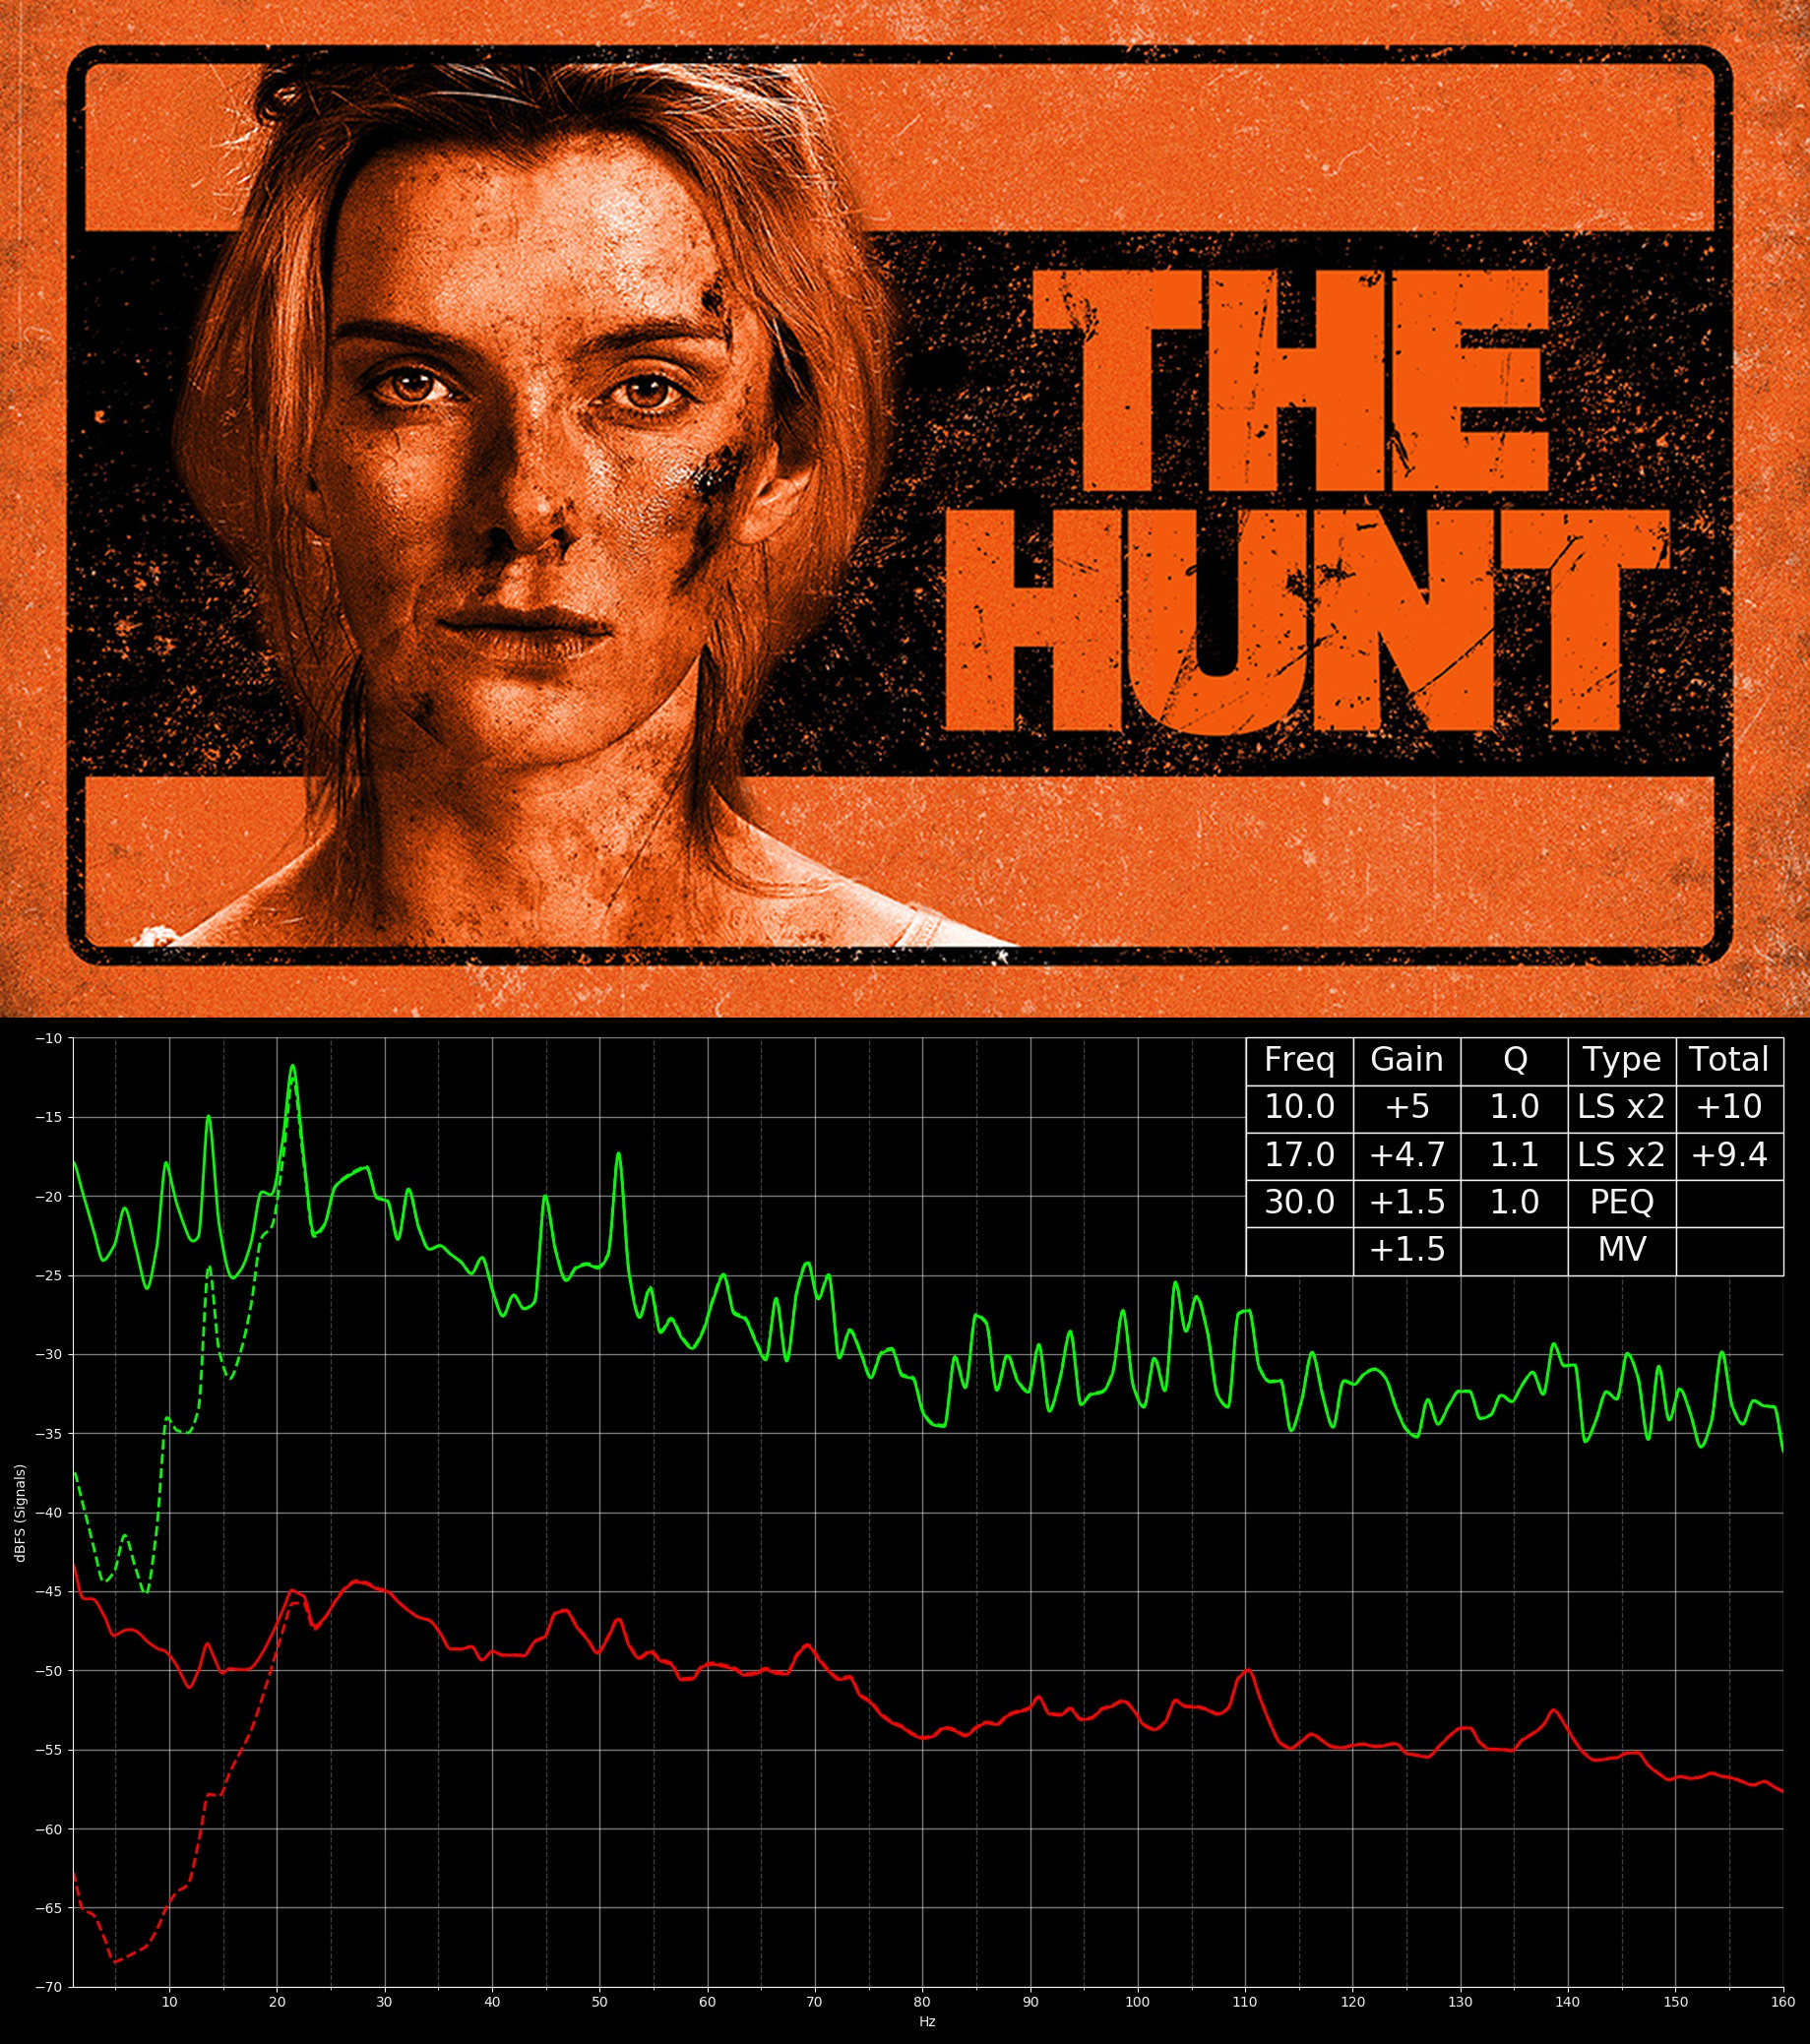 THE
HUNT
Freq Gain Q Type Total
10.0 +5 1.0 LS x2 +10
17.0 +4.7 1.1 LS x2 +9.4
30.0 +1.5 1.0 PEQ
+1.5 MV
−10
−15
−20
−25
−30
−35
−40
−45
−50
−55
−60
−65
−70
dBFS (Signals)
10 20 30 40 50 60 70 80 90 100 110 120 130 140 150 160
Hz